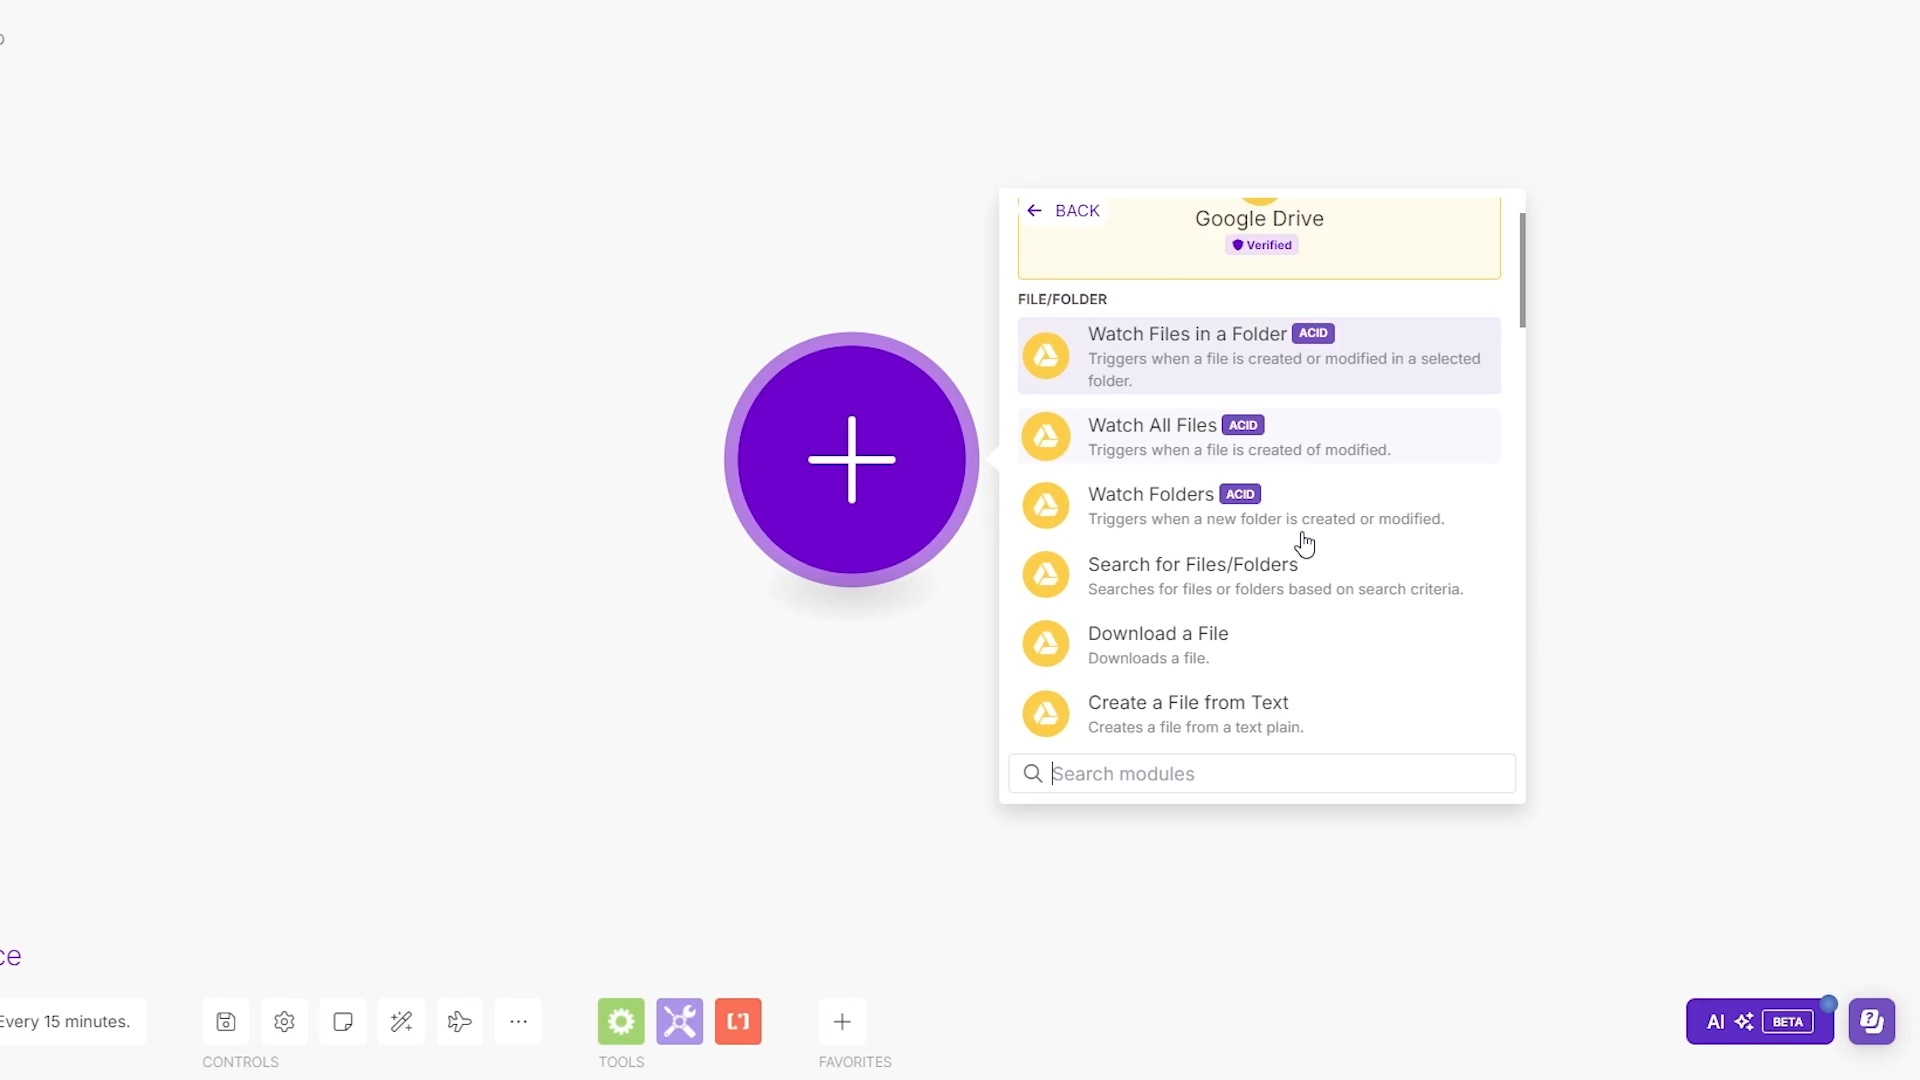 BACK
Google Drive
Verified
FILE/FOLDER
Watch Files in a Folder ACID
Triggers when a file is created or modified in a selected
folder.
Watch All Files ACID
Triggers when a file is created of modified.
Watch Folders ACID
Triggers when a new folder is created or modified.
Search for Files/Folders
Searches for files or folders based on search criteria.
Download a File
Downloads a file.
Create a File from Text
Creates a file from a text plain.
Search modules
ce
Every 15 minutes.
CONTROLS
TOOLS
FAVORITES
AI BETA